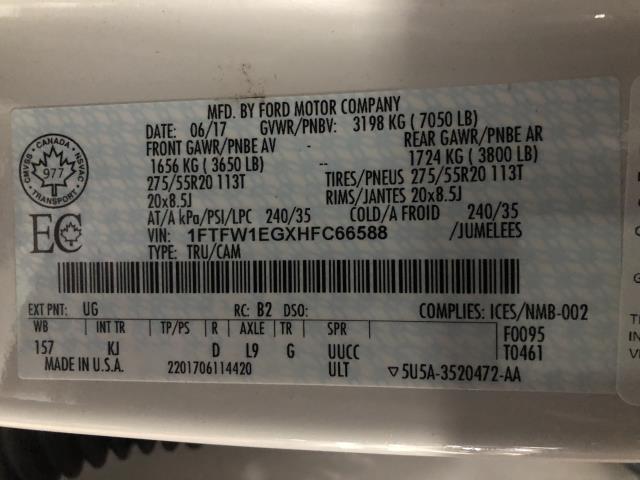 MFD. BY FORD MOTOR COMPANY
DATE: 06/17 GVWR/PNBV: 3198 KG ( 7050 LB)
FRONT GAWR/PNBE AV REAR GAWR/PNBE AR
1656 KG ( 3650 LB) -- 1724 KG ( 3800 LB)
275/55R20 113T TIRES/PNEUS 275/55R20 113T
20x8.5J RIMS/JANTES 20x8.5J
AT/A kPa/PSI/LPC 240/35 COLD/A FROID 240/35
VIN: 1FTFW1EGXHFC66588 /JUMELEES
TYPE: TRU/CAM
CANADA
CMVSS NSVAC
977
TRANSPORT
EC
EXT PNT: UG RC: B2 DSO: COMPLIES: ICES/NMB-002
WB INT TR TP/PS R AXLE TR SPR F0095
157 KJ D L9 G UUCC T0461
MADE IN U.S.A. 2201706114420 ULT ▽5U5A-3520472-AA